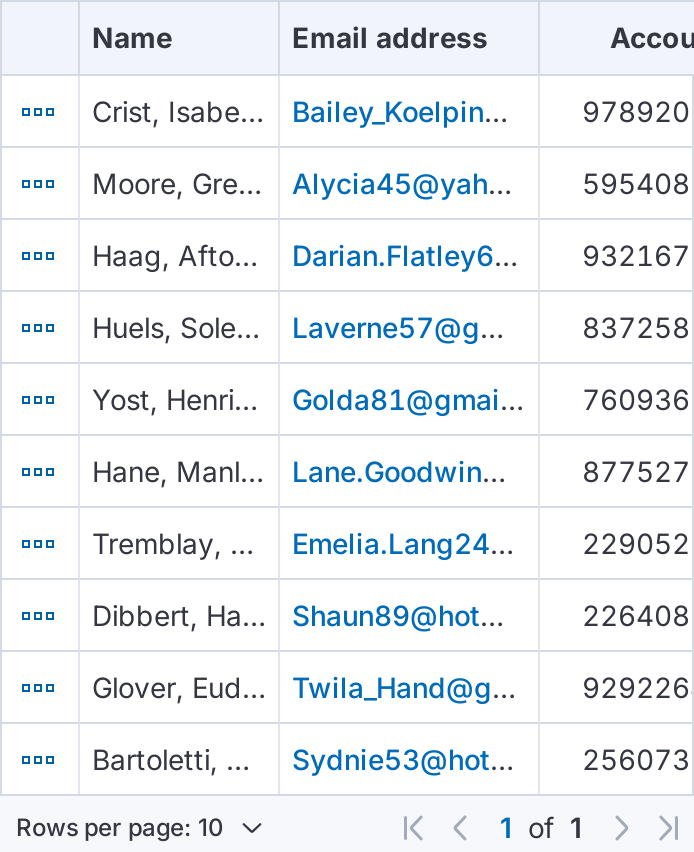 Name Email address Accou
Crist, Isabe... Bailey_Koelpin... 978920
Moore, Gre... Alycia45@yah... 595408
Haag, Afto... Darian.Flatley6... 932167
Huels, Sole... Laverne57@g... 837258
Yost, Henri... Golda81@gmai... 760936
Hane, Manl... Lane.Goodwin... 877527
Tremblay, ... Emelia.Lang24... 229052
Dibbert, Ha... Shaun89@hot... 226408
Glover, Eud... Twila_Hand@g... 929226
Bartoletti, ... Sydnie53@hot... 256073
Rows per page: 10 1 of 1